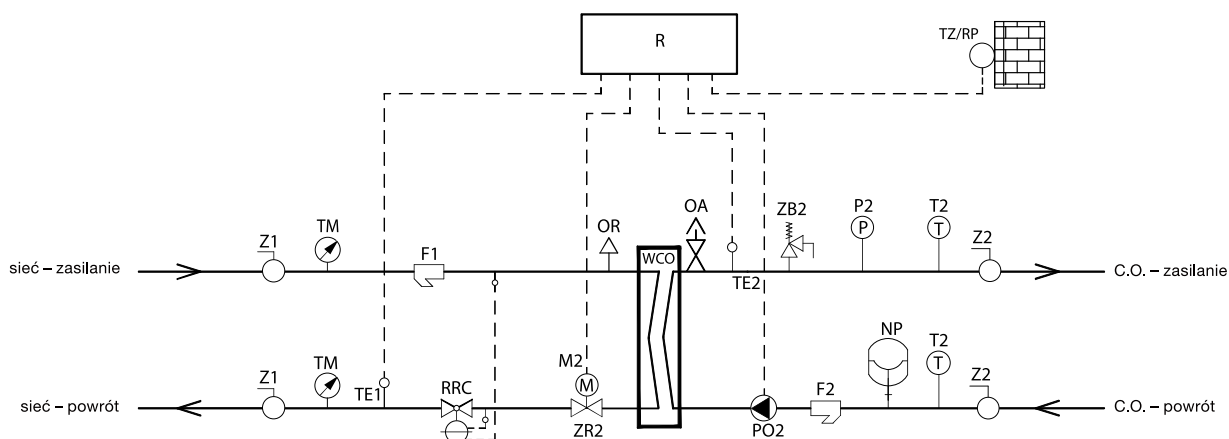 R
TZ/RP
Z1
TM
F1
OR
OA
ZB2
P2
P
T2
T
Z2
sieć – zasilanie
WCO
TE2
C.O. – zasilanie
Z1
TM
TE1
RRC
M2
M
ZR2
PO2
F2
NP
T2
T
Z2
sieć – powrót
C.O. – powrót